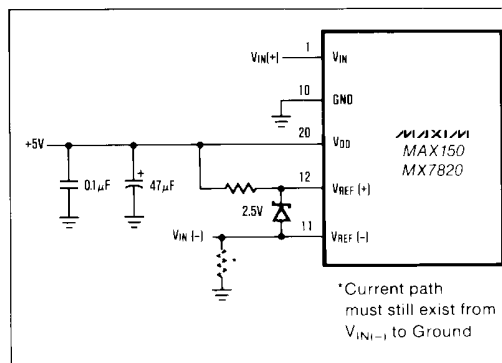 1
VIN(+)
VIN
10
GND
+5V
20
VDD
MAXIM
MAX150
MX7820
0.1μF
+
47μF
12
VREF (+)
2.5V
11
VIN (-)
VREF (-)
*
*Current path
must still exist from
VIN(-) to Ground